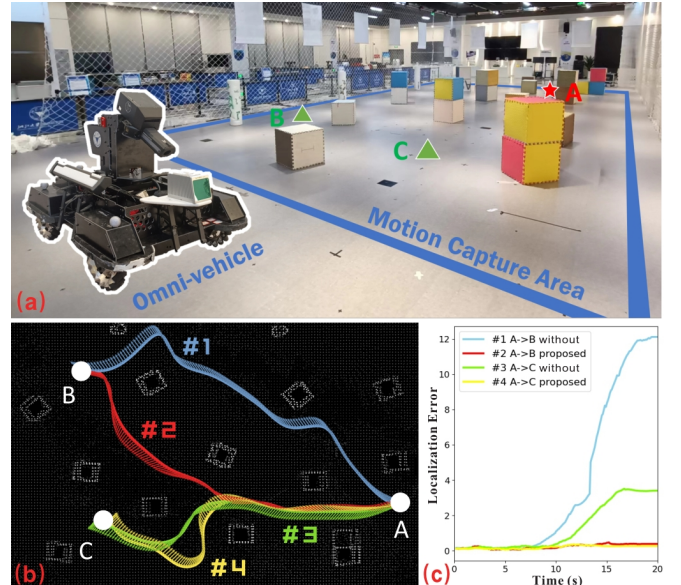 A
B
C
Motion Capture Area
Omni-vehicle
(a)
#1
B
#2
A
#3
C
#4
(b)
#1 A->B without
#2 A->B proposed
#3 A->C without
#4 A->C proposed
Localization Error
12
10
8
6
4
2
0
0
5
10
15
20
Time (s)
(c)